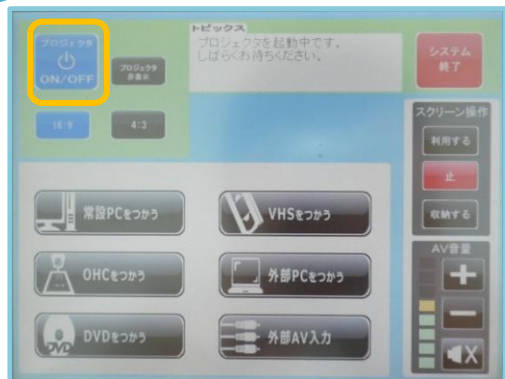 トピックス
プロジェクタを起動中です。
しばらくお待ちください。
プロジェクタ
ON/OFF
プロジェクタ
非表示
システム
終了
16:9
4:3
スクリーン操作
利用する
止
収納する
常設PCをつかう
VHSをつかう
OHCをつかう
外部PCをつかう
DVDをつかう
外部AV入力
AV音量
DVD